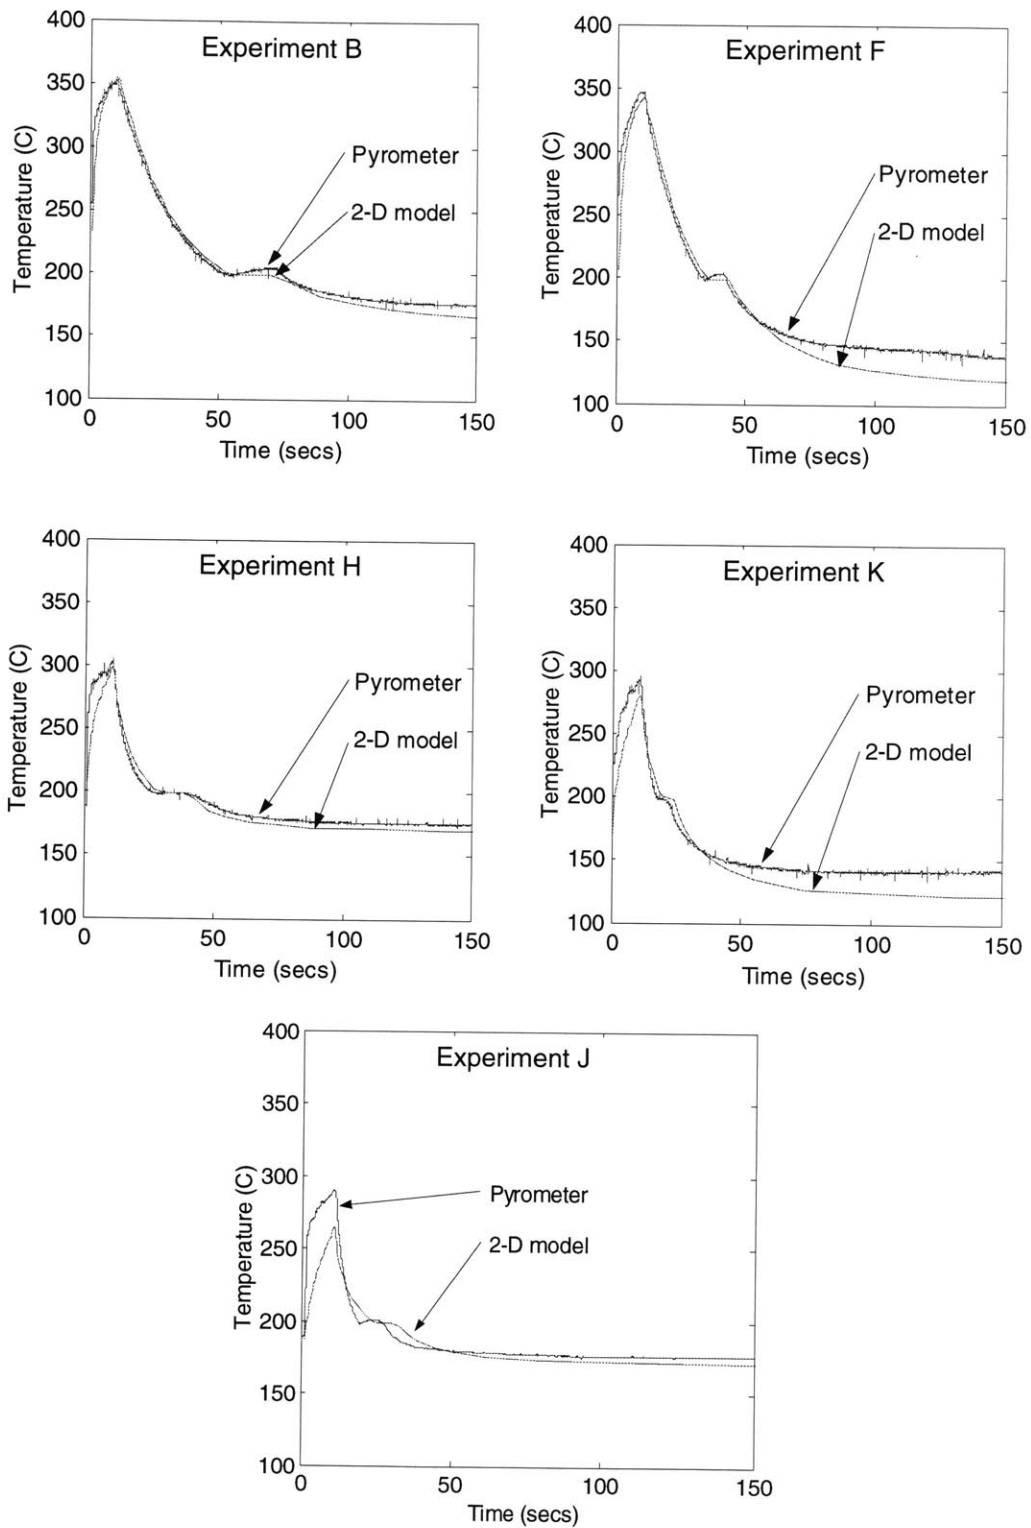 Experiment B
Temperature (C)
400
350
300
250
200
150
100
Pyrometer
2-D model
0
50
100
150
Time (secs)
Experiment F
Temperature (C)
400
350
300
250
200
150
100
Pyrometer
2-D model
0
50
100
150
Time (secs)
Experiment H
Temperature (C)
400
350
300
250
200
150
100
Pyrometer
2-D model
0
50
100
150
Time (secs)
Experiment K
Temperature (C)
400
350
300
250
200
150
100
Pyrometer
2-D model
0
50
100
150
Time (secs)
Experiment J
Temperature (C)
400
350
300
250
200
150
100
Pyrometer
2-D model
0
50
100
150
Time (secs)